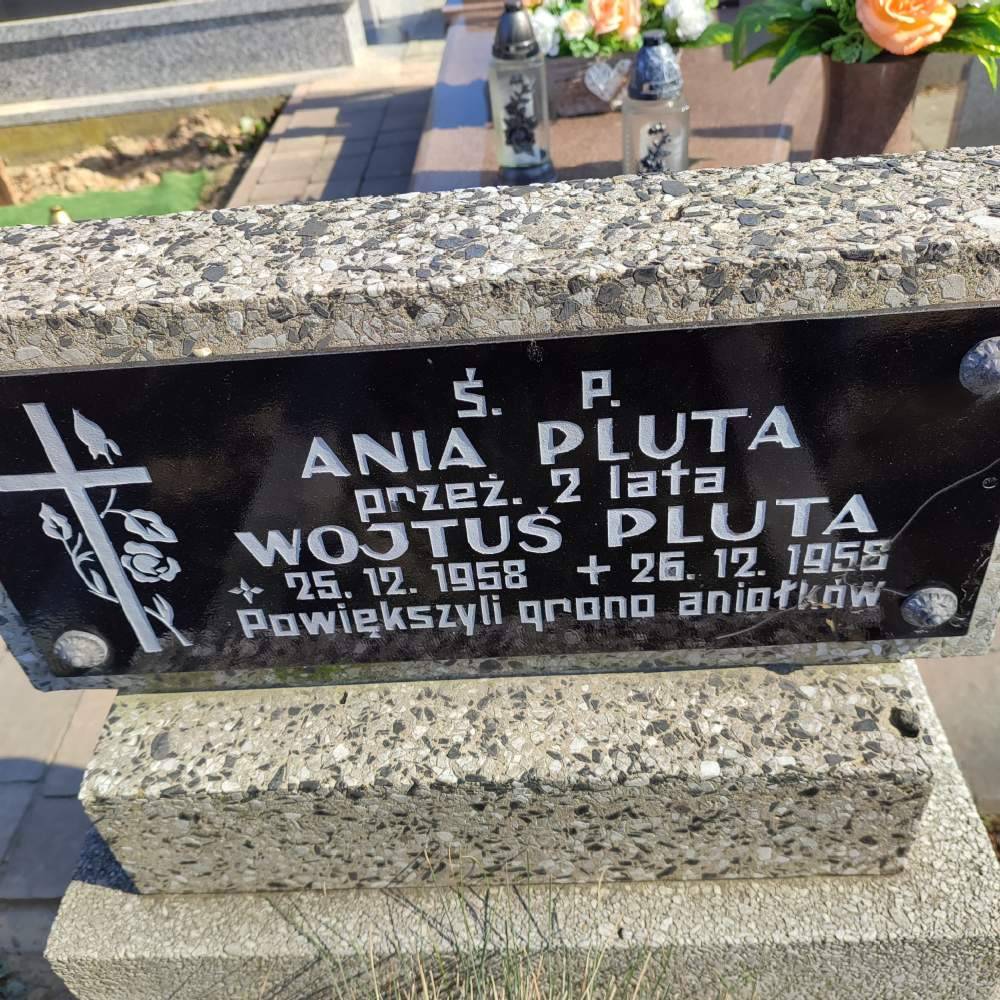 Ś. P.
ANIA PLUTA
przeż. 2 lata
WOJTUŚ PLUTA
25. 12. 1958 + 26. 12. 1958
Powiększyli grono aniołków